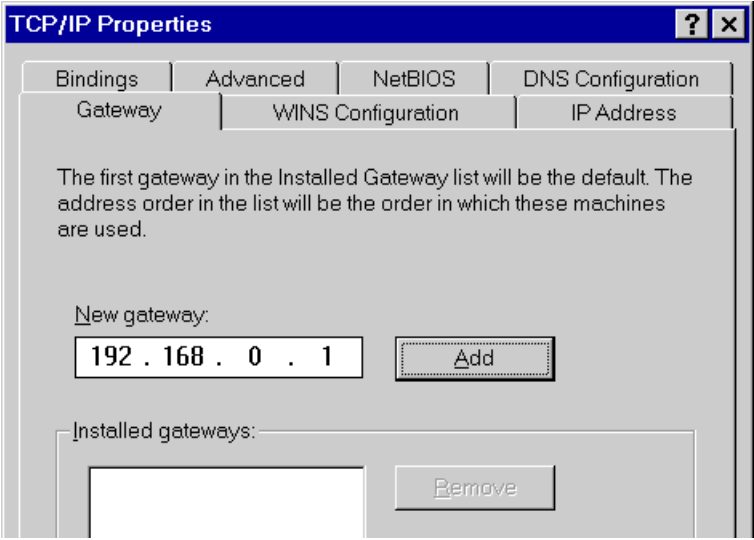 TCP/IP Properties
Bindings Advanced NetBIOS DNS Configuration
Gateway WINS Configuration IP Address
The first gateway in the Installed Gateway list will be the default. The
address order in the list will be the order in which these machines
are used.
New gateway:
192 . 168 . 0 . 1 Add
Installed gateways:
Remove